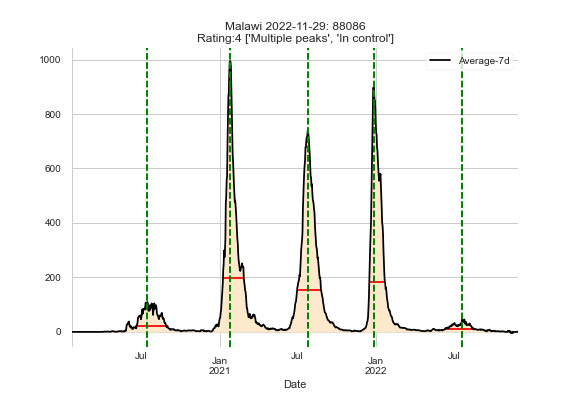 Malawi 2022-11-29: 88086
Rating:4 ['Multiple peaks', 'In control']
Average-7d
1000
800
600
400
200
0
Jul
Jan
2021
Jul
Jan
2022
Jul
Date